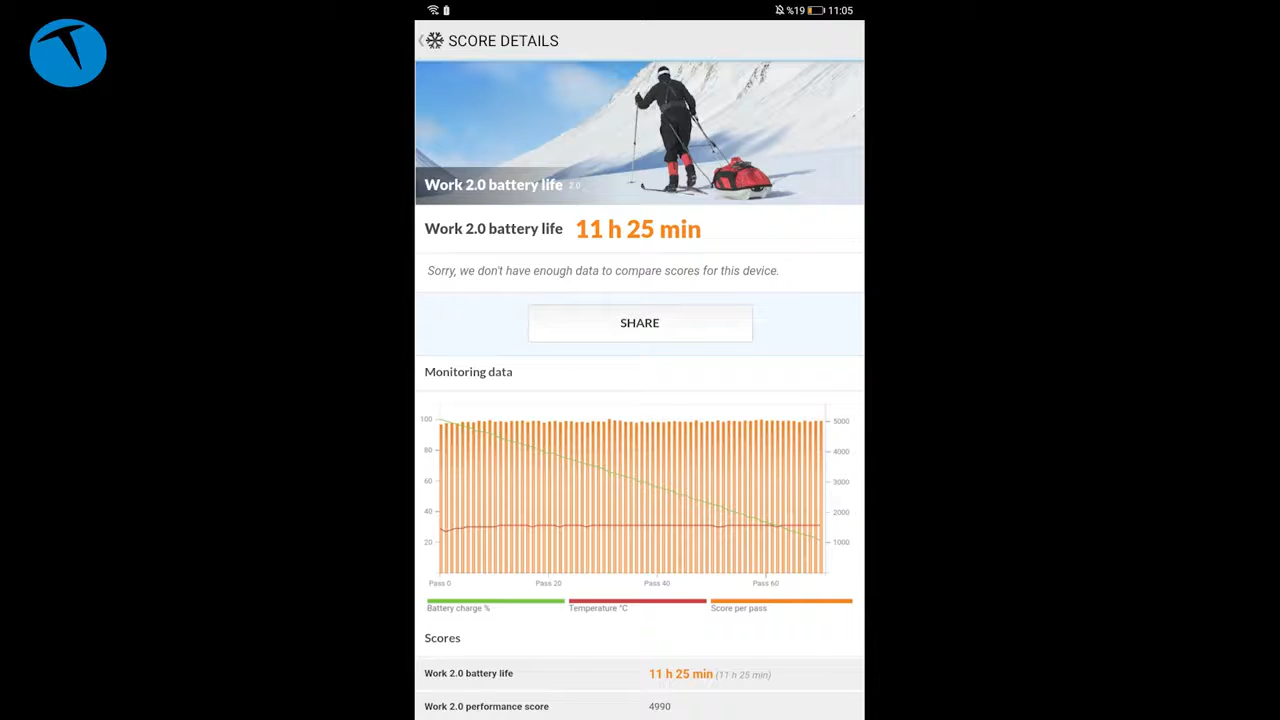 %19 11:05
SCORE DETAILS
Work 2.0 battery life 2.0
Work 2.0 battery life 11 h 25 min
Sorry, we don't have enough data to compare scores for this device.
SHARE
Monitoring data
100 5000
80 4000
60 3000
40 2000
20 1000
Pass 0 Pass 20 Pass 40 Pass 60
Battery charge % Temperature °C Score per pass
Scores
Work 2.0 battery life 11 h 25 min (11 h 25 min)
Work 2.0 performance score 4990